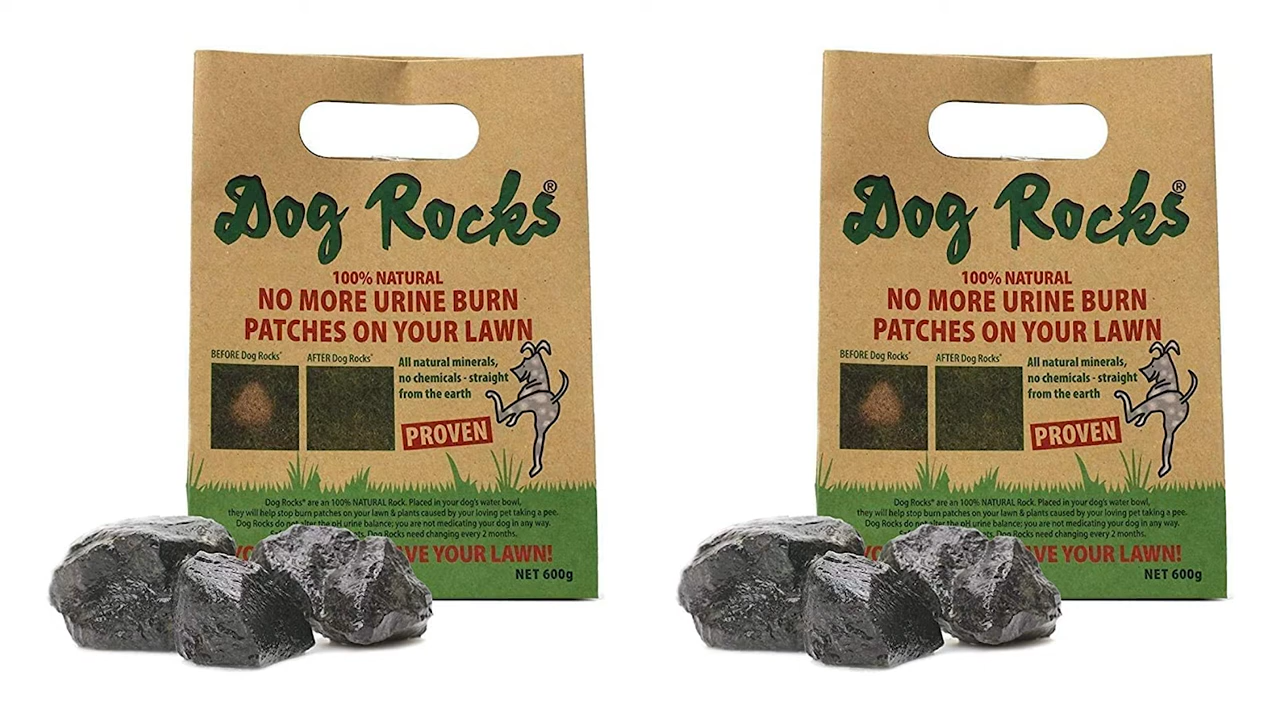 Dog Rocks®
100% NATURAL
NO MORE URINE BURN
PATCHES ON YOUR LAWN
BEFORE Dog Rocks®
AFTER Dog Rocks®
All natural minerals,
no chemicals - straight
from the earth
PROVEN
Dog Rocks® are an 100% NATURAL Rock. Placed in your dog's water bowl,
they will help stop burn patches on your lawn & plants caused by your loving pet taking a pee.
Dog Rocks do not alter the pH urine balance; you are not medicating your dog in any way.
Dog Rocks need changing every 2 months.
YOUR LAWN!
NET 600g
Dog Rocks®
100% NATURAL
NO MORE URINE BURN
PATCHES ON YOUR LAWN
BEFORE Dog Rocks®
AFTER Dog Rocks®
All natural minerals,
no chemicals - straight
from the earth
PROVEN
Dog Rocks® are an 100% NATURAL Rock. Placed in your dog's water bowl,
they will help stop burn patches on your lawn & plants caused by your loving pet taking a pee.
Dog Rocks do not alter the pH urine balance; you are not medicating your dog in any way.
Dog Rocks need changing every 2 months.
YOUR LAWN!
NET 600g